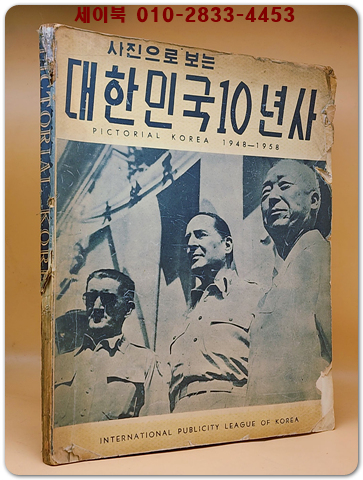 세이북 010-2833-4453
사진으로 보는
대한민국10년사
PICTORIAL KOREA 1948—1958
PICTORIAL KOREA
INTERNATIONAL PUBLICITY LEAGUE OF KOREA